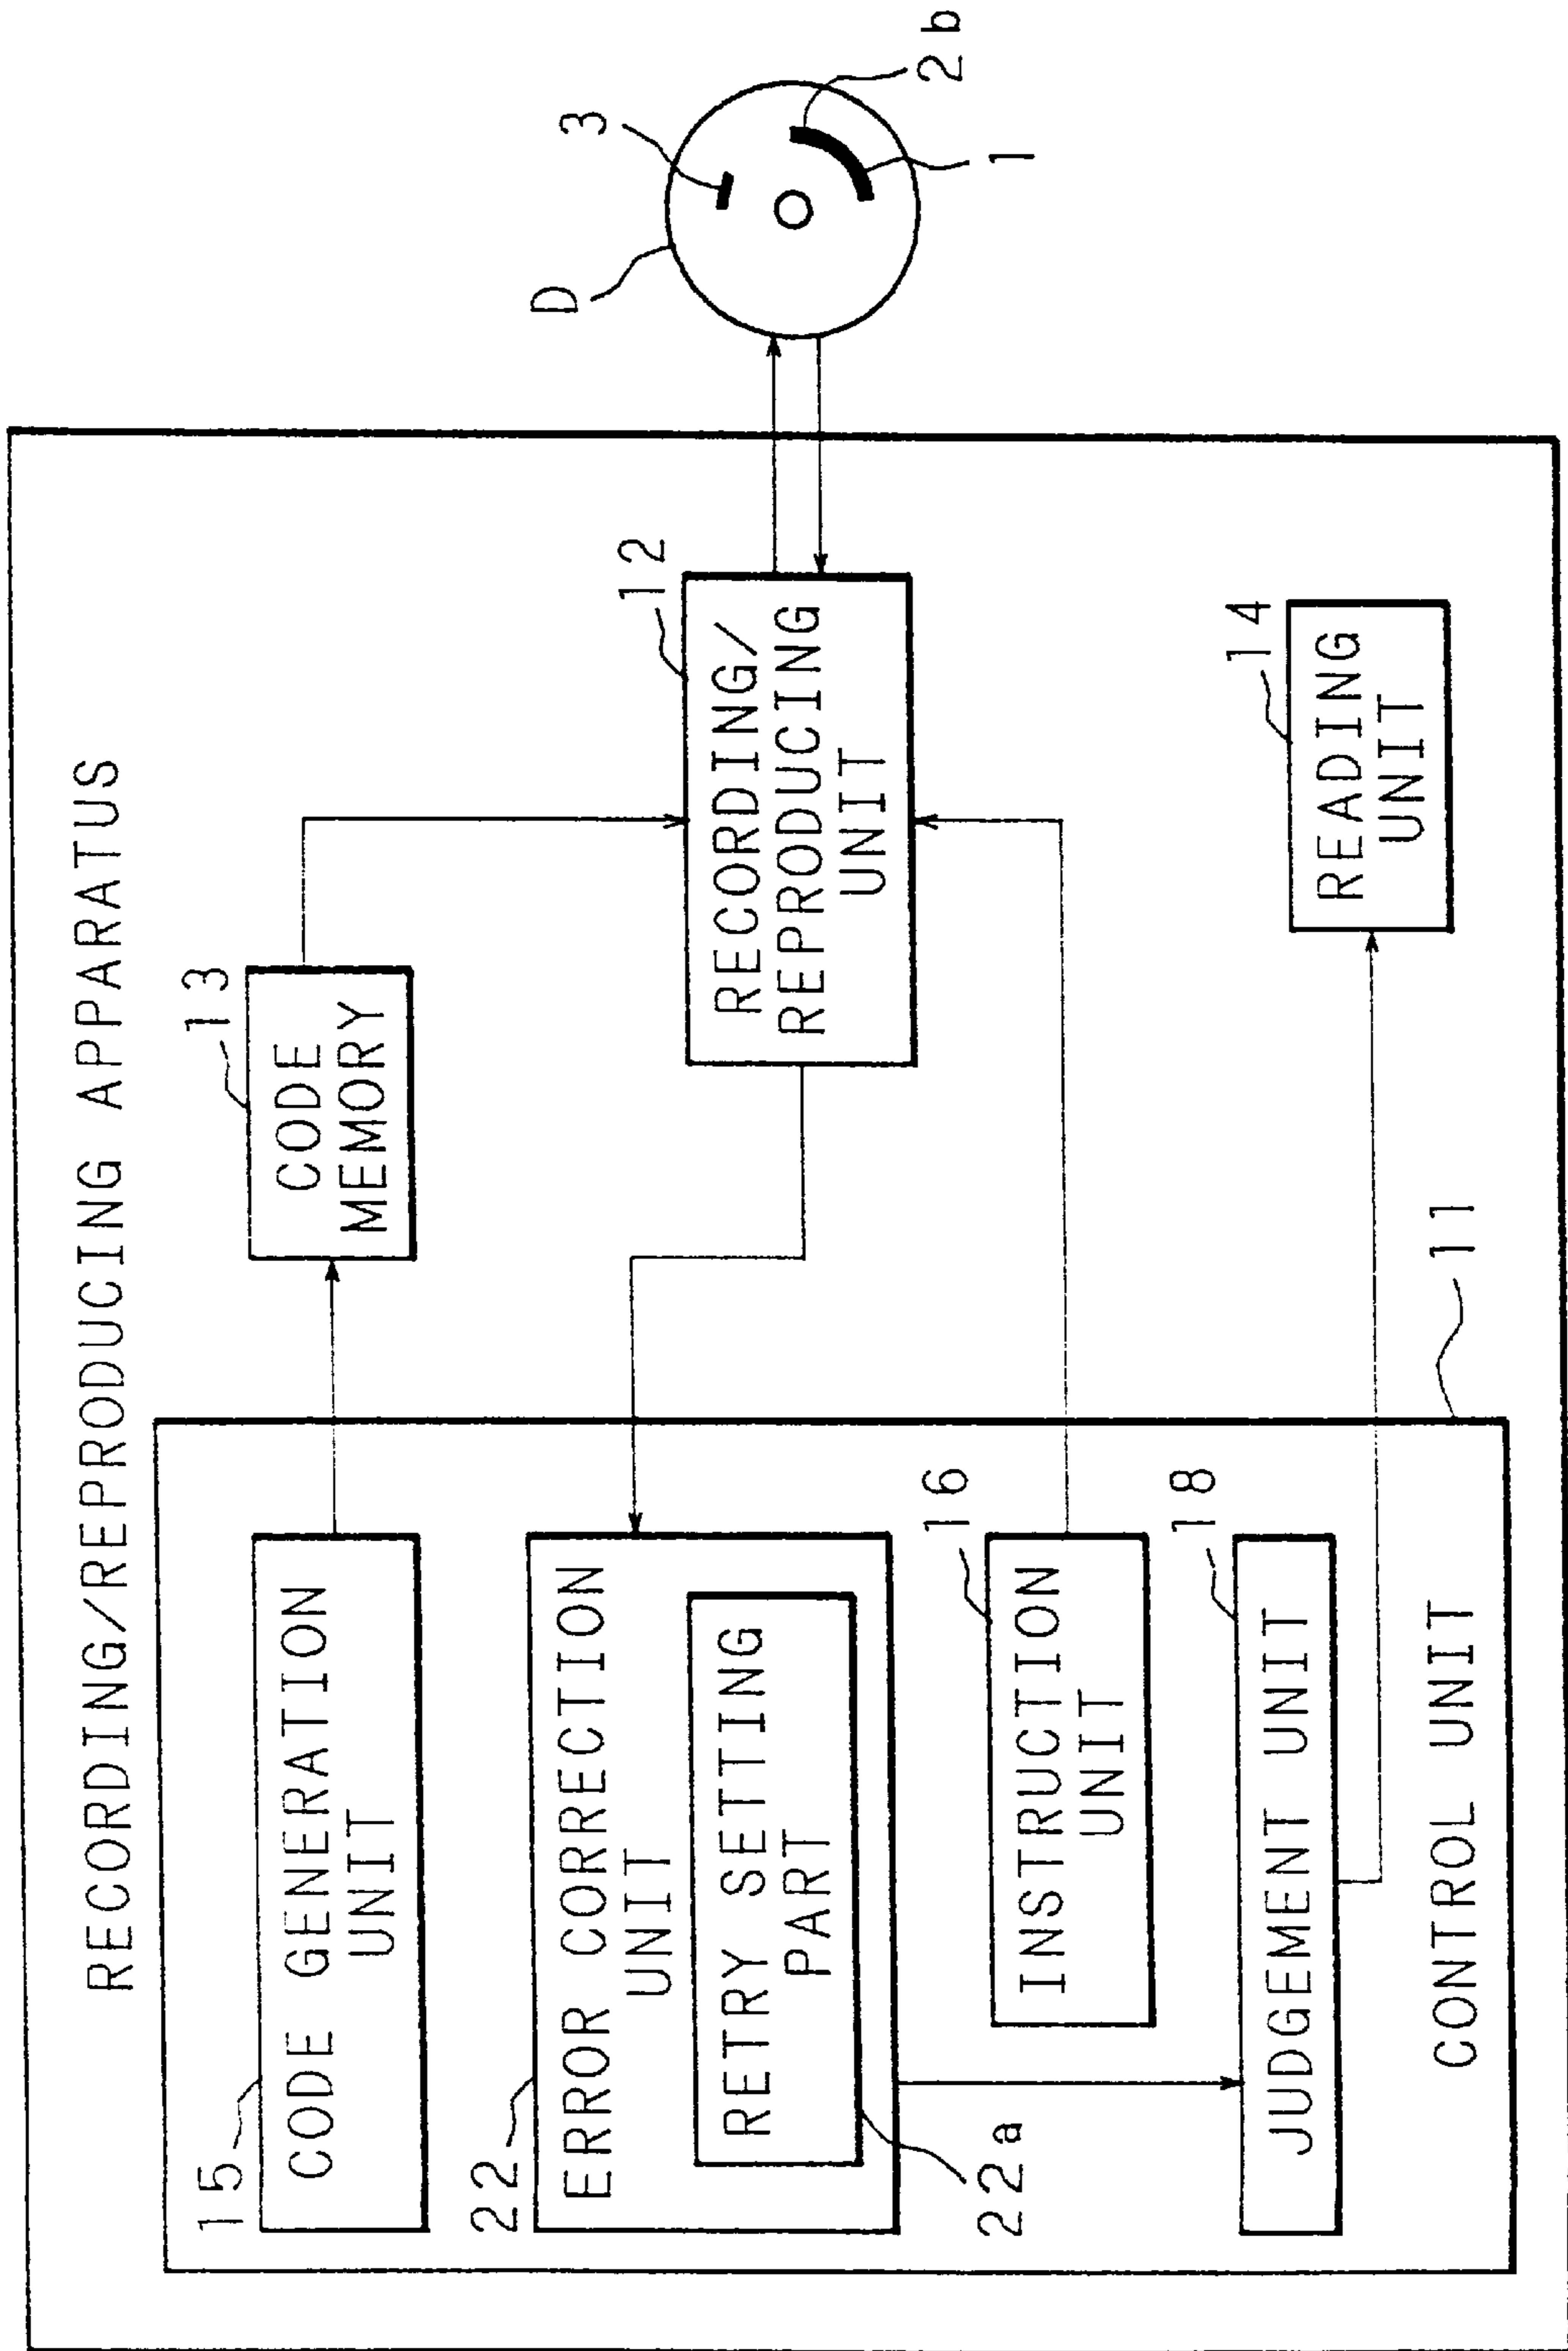 RECORDING/REPRODUCING APPARATUS
15
CODE GENERATION
UNIT
13
CODE
MEMORY
22
ERROR CORRECTION
UNIT
RETRY SETTING
PART
22a
12
RECORDING/
REPRODUCING
UNIT
D
3
2b
1
16
INSTRUCTION
UNIT
18
JUDGEMENT UNIT
14
READING
UNIT
CONTROL UNIT
11